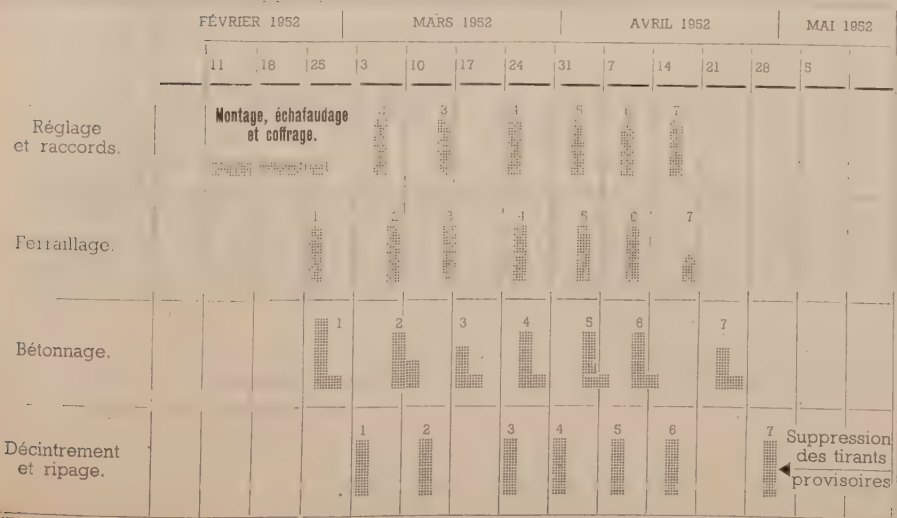 FÉVRIER 1952 MARS 1952 AVRIL 1952 MAI 1952
11 18 25 3 10 17 24 31 7 14 21 28 5
Réglage
et raccords.
Montage, échafaudage
et coffrage.
2 3 4 5 6 7
Ferraillage.
1 2 3 4 5 6 7
Bétonnage.
1 2 3 4 5 6 7
Décintrement
et ripage.
1 2 3 4 5 6 7
Suppression
des tirants
provisoires